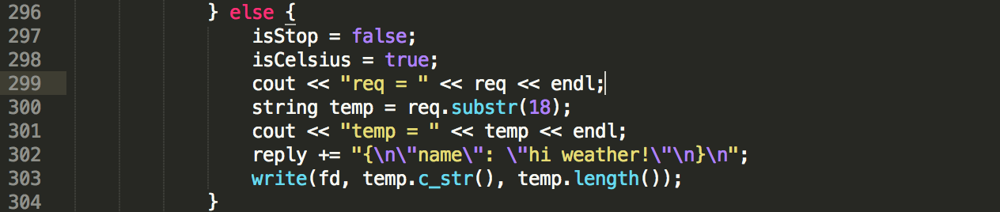 296 } else {
297 isStop = false;
298 isCelsius = true;
299 cout << "req = " << req << endl;
300 string temp = req.substr(18);
301 cout << "temp = " << temp << endl;
302 reply += "{\n\"name\": \"hi weather!\"\n}\n";
303 write(fd, temp.c_str(), temp.length());
304 }